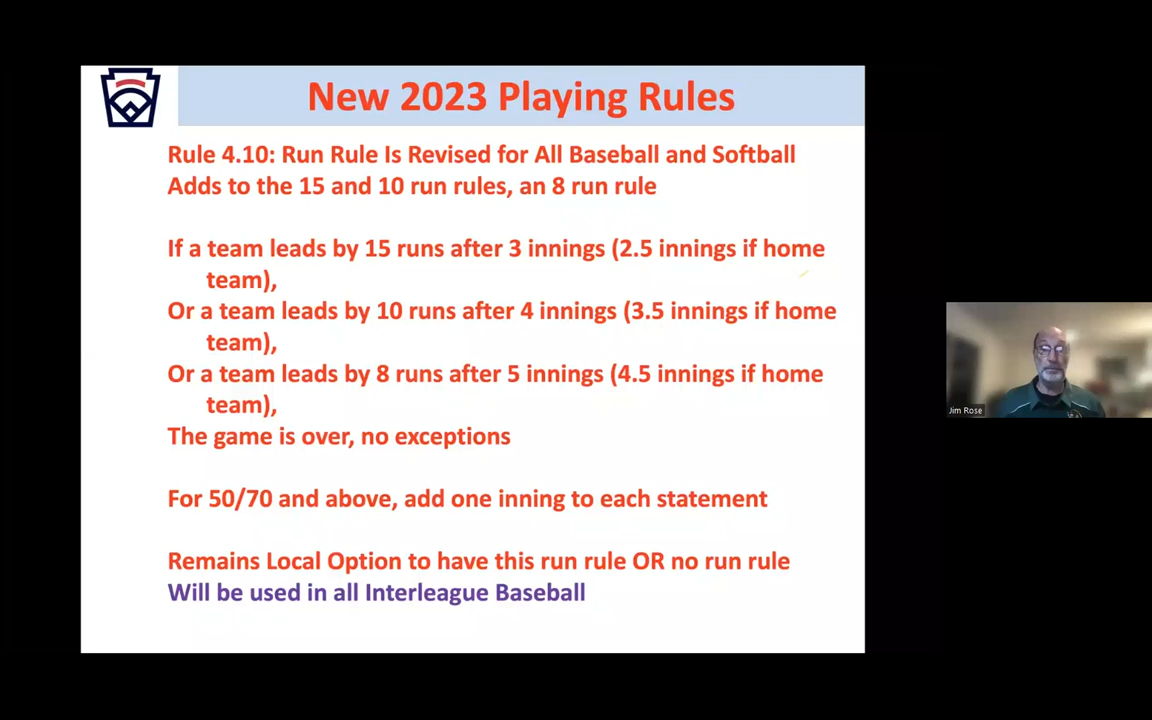 New 2023 Playing Rules
Rule 4.10: Run Rule Is Revised for All Baseball and Softball
Adds to the 15 and 10 run rules, an 8 run rule
If a team leads by 15 runs after 3 innings (2.5 innings if home
team),
Or a team leads by 10 runs after 4 innings (3.5 innings if home
team),
Or a team leads by 8 runs after 5 innings (4.5 innings if home
team),
The game is over, no exceptions
For 50/70 and above, add one inning to each statement
Remains Local Option to have this run rule OR no run rule
Will be used in all Interleague Baseball
Jim Rose